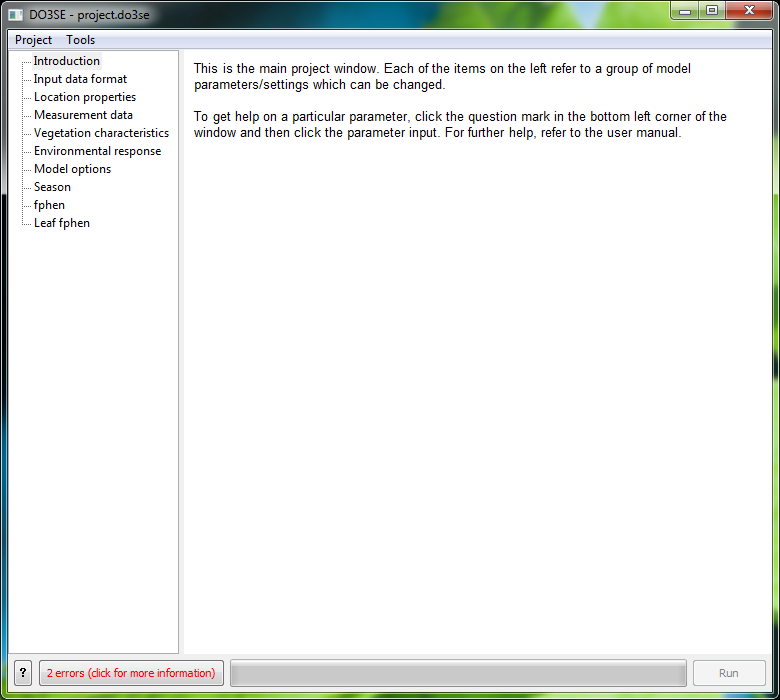 DO3SE - project.do3se
Project Tools
Introduction
Input data format
Location properties
Measurement data
Vegetation characteristics
Environmental response
Model options
Season
fphen
Leaf fphen
This is the main project window. Each of the items on the left refer to a group of model
parameters/settings which can be changed.
To get help on a particular parameter, click the question mark in the bottom left corner of the
window and then click the parameter input. For further help, refer to the user manual.
? 2 errors (click for more information) Run